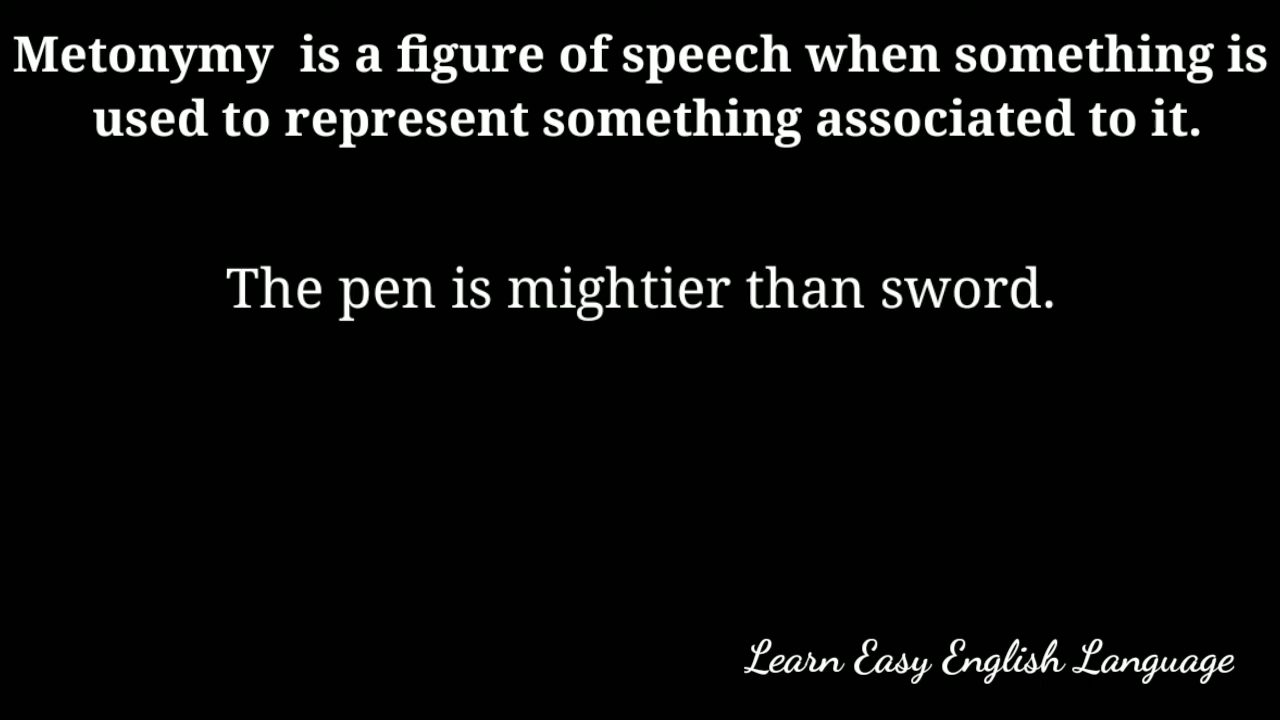 Metonymy  is a figure of speech when something is
used to represent something associated to it.
The pen is mightier than sword.
Learn Easy English Language